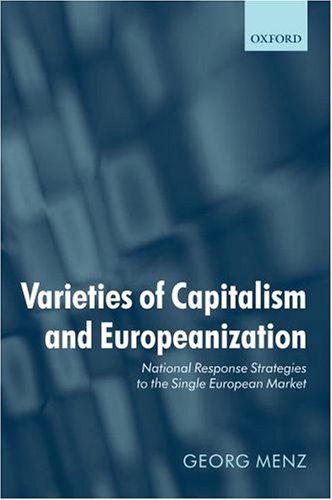 OXFORD
Varieties of Capitalism
and Europeanization
National Response Strategies
to the Single European Market
GEORG MENZ